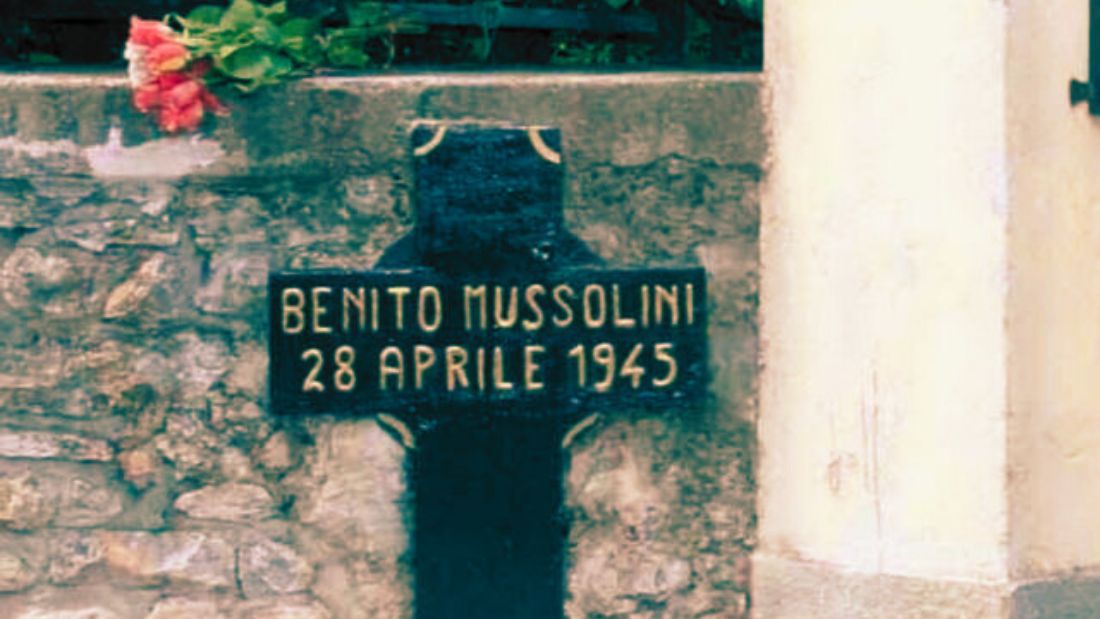 BENITO MUSSOLINI
28 APRILE 1945